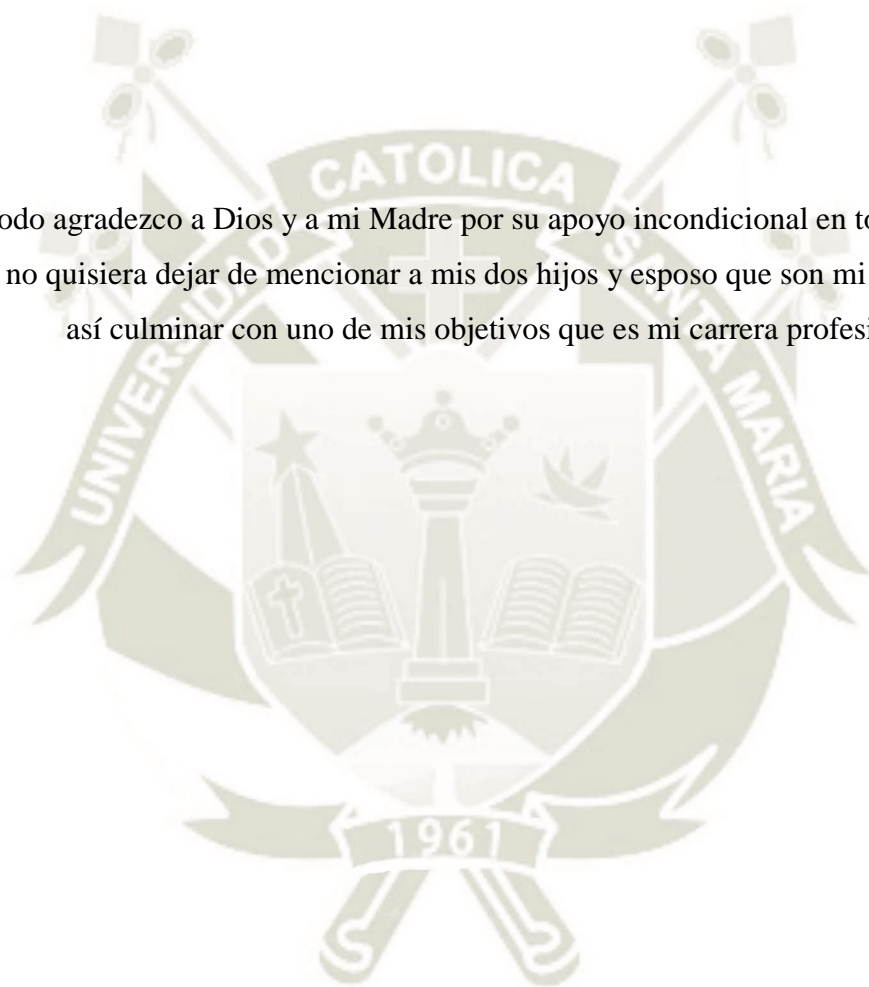 odo agradezco a Dios y a mi Madre por su apoyo incondicional en to
no quisiera dejar de mencionar a mis dos hijos y esposo que son mi
así culminar con uno de mis objetivos que es mi carrera profesi
UNIVERSIDAD CATOLICA SANTA MARIA
1961